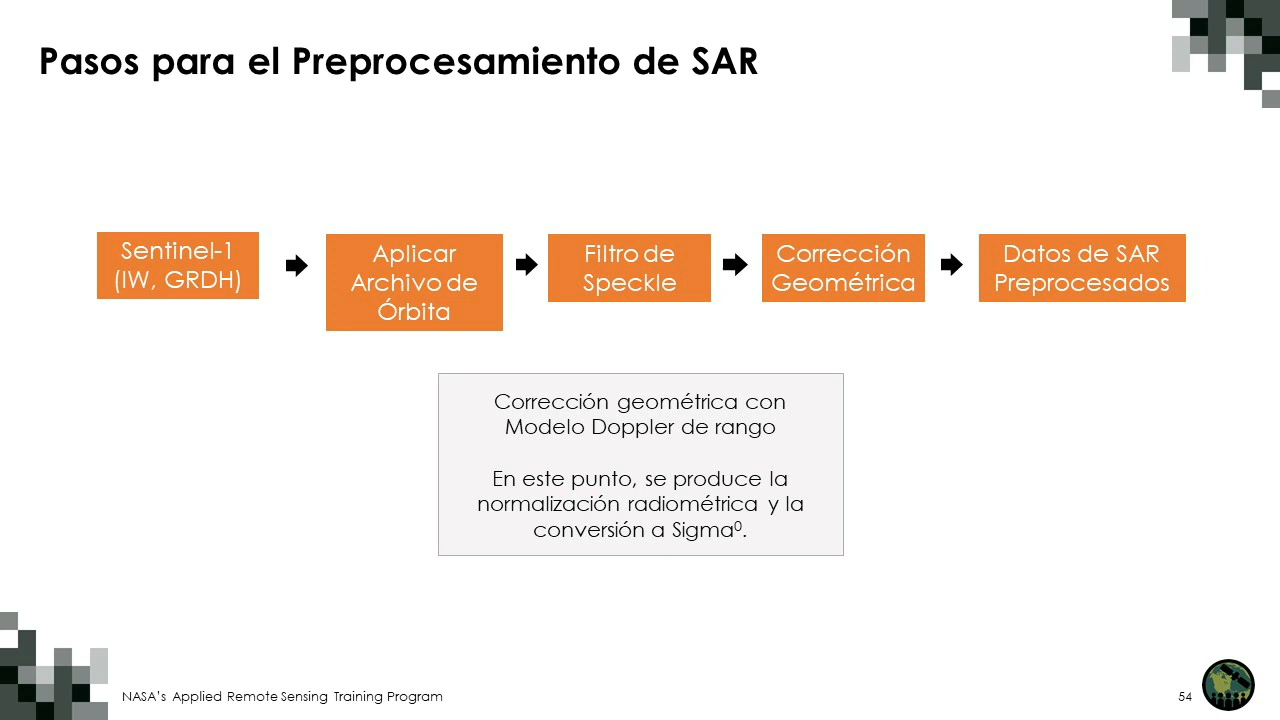 Pasos para el Preprocesamiento de SAR
Sentinel-1
(IW, GRDH)
Aplicar
Archivo de
Órbita
Filtro de
Speckle
Corrección
Geométrica
Datos de SAR
Preprocesados
Corrección geométrica con
Modelo Doppler de rango
En este punto, se produce la
normalización radiométrica y la
conversión a Sigma⁰.
NASA's Applied Remote Sensing Training Program
54